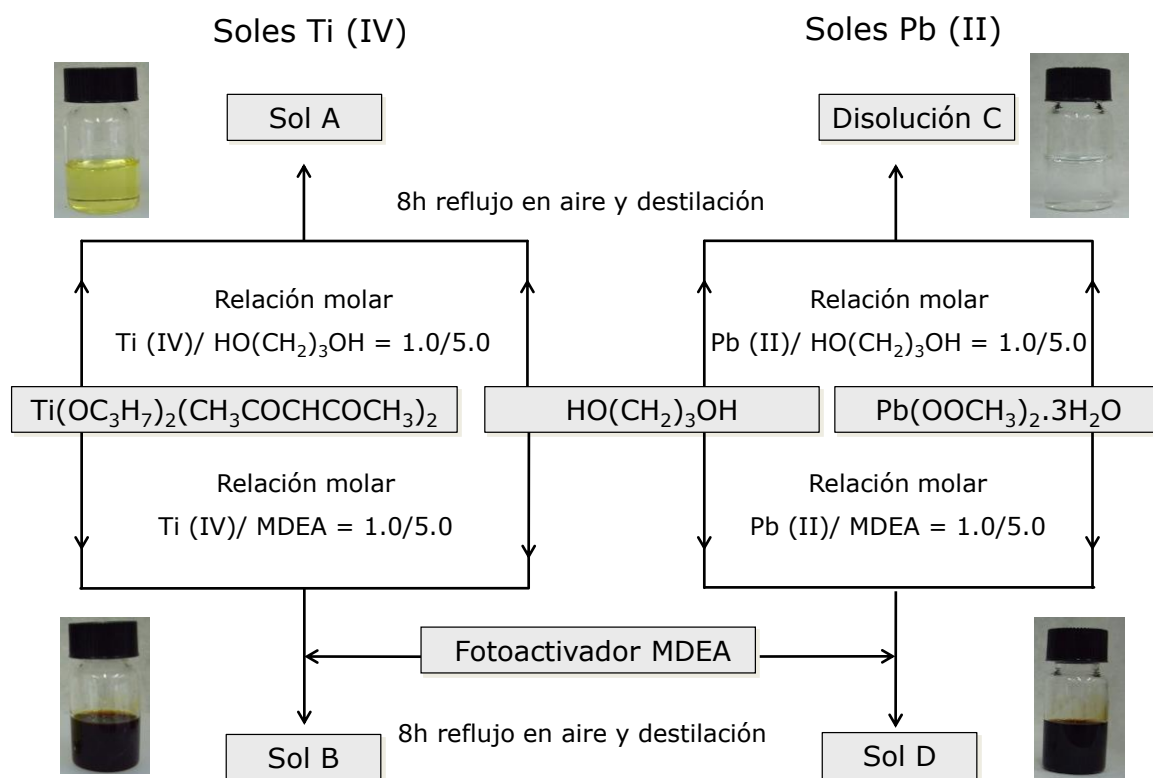 Soles Ti (IV)
Soles Pb (II)
Sol A
Disolución C
8h reflujo en aire y destilación
Relación molar
Ti (IV)/ HO(CH₂)₃OH = 1.0/5.0
Relación molar
Pb (II)/ HO(CH₂)₃OH = 1.0/5.0
Ti(OC₃H₇)₂(CH₃COCHCOCH₃)₂
HO(CH₂)₃OH
Pb(OOCH₃)₂.3H₂O
Relación molar
Ti (IV)/ MDEA = 1.0/5.0
Relación molar
Pb (II)/ MDEA = 1.0/5.0
Fotoactivador MDEA
8h reflujo en aire y destilación
Sol B
Sol D